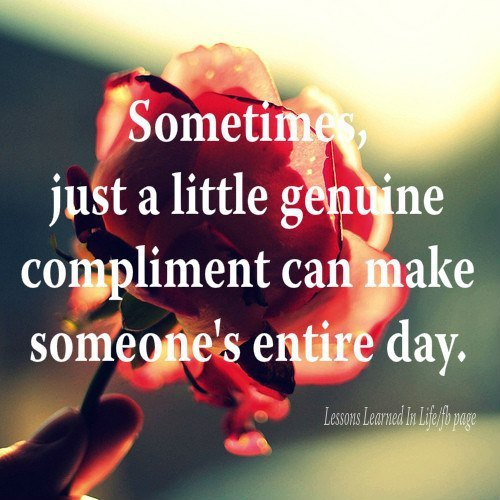 Sometimes,
just a little genuine
compliment can make
someone's entire day.
Lessons Learned In Life/fb page